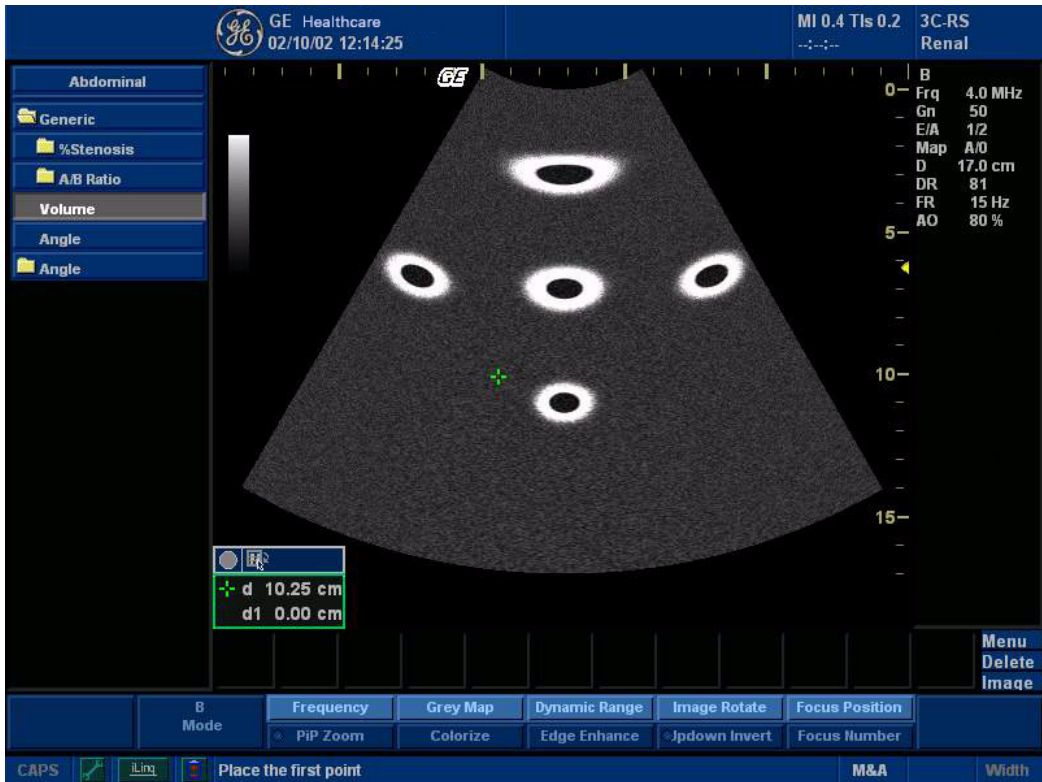 GE Healthcare
02/10/02 12:14:25
MI 0.4 TIs 0.2
--:--:--
3C-RS
Renal
Abdominal
Generic
%Stenosis
A/B Ratio
Volume
Angle
Angle
GE
0
5
10
15
B
Frq 4.0 MHz
Gn 50
E/A 1/2
Map A/0
D 17.0 cm
DR 81
FR 15 Hz
AO 80 %
d 10.25 cm
d1 0.00 cm
Menu
Delete
Image
B
Mode
Frequency
Grey Map
Dynamic Range
Image Rotate
Focus Position
PiP Zoom
Colorize
Edge Enhance
Jpdown Invert
Focus Number
CAPS
iLinq
Place the first point
M&A
Width